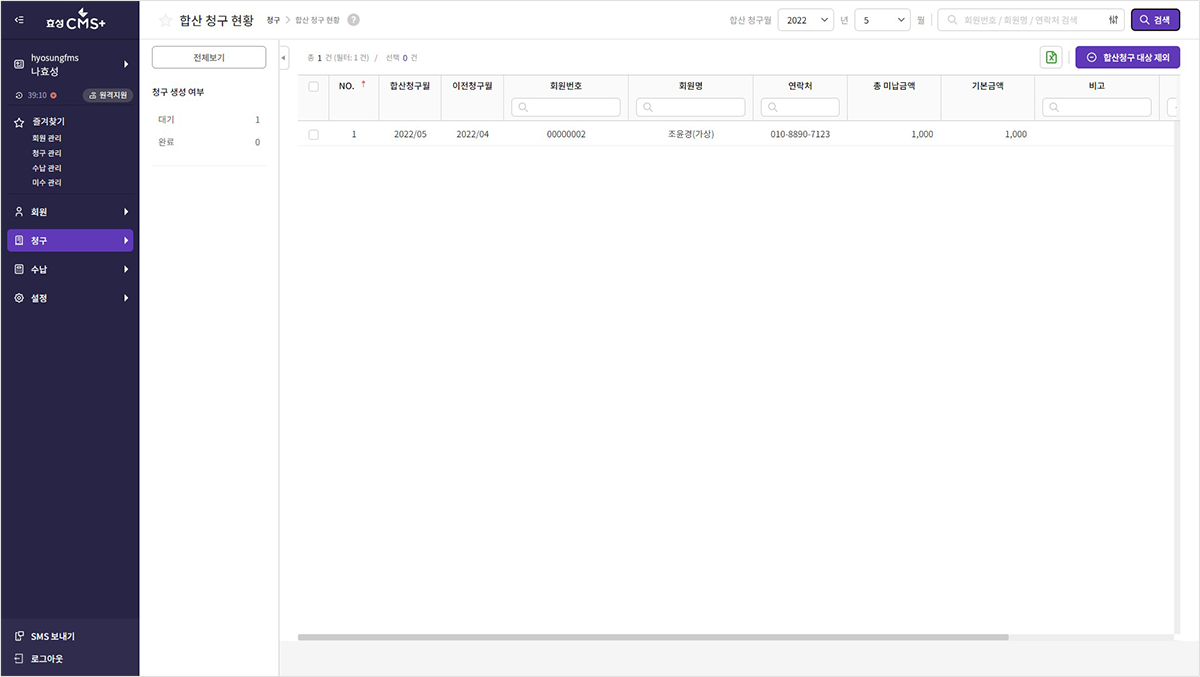 효성 CMS+
hyosungfms
나효성
39:10 원격지원
즐겨찾기
회원 관리
청구 관리
수납 관리
미수 관리
회원
청구
수납
설정
SMS 보내기
로그아웃
합산 청구 현황 청구 > 합산 청구 현황 ?
합산 청구월 2022 년 5 월 회원번호 / 회원명 / 연락처 검색 검색
전체보기
청구 생성 여부
대기 1
완료 0
총 1 건 (필터: 1 건) / 선택 0 건
합산청구 대상 제외
NO. ↑ 합산청구월 이전청구월 회원번호 회원명 연락처 총 미납금액 기본금액 비고
1 2022/05 2022/04 00000002 조윤경(가상) 010-8890-7123 1,000 1,000